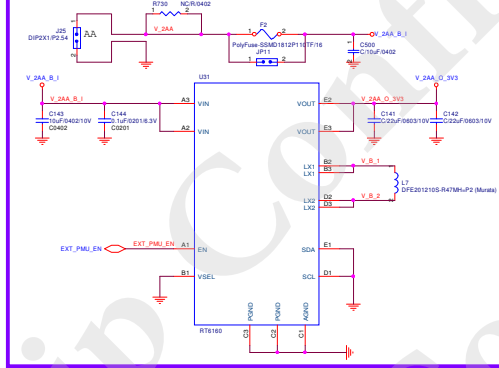 R730 NC/R/0402
1 2
J25
DIP2X1/P2.54
AA
V_2AA
F2
1 2
PolyFuse-SSMD1812P110TF/16
JP11
1 2
V_2AA_B_I
C500
C/10uF/0402
U31
V_2AA_B_I
V_2AA_B_I
C143
10uF/0402/10V
C0402
C144
0.1uF/0201/6.3V
C0201
A3 VIN
A2 VIN
VOUT E2
VOUT E3
V_2AA_O_3V3
V_2AA_O_3V3
C141
C/22uF/0603/10V
C142
C/22uF/0603/10V
LX1 B2
LX1 B3
V_B_1
LX2 D2
LX2 D3
V_B_2
L7
DFE201210S-R47MH=P2 (Murata)
EXT_PMU_EN
EXT_PMU_EN
A1 EN
B1 VSEL
SDA E1
SCL D1
PGND
PGND
AGND
C3
C2
C1
RT6160